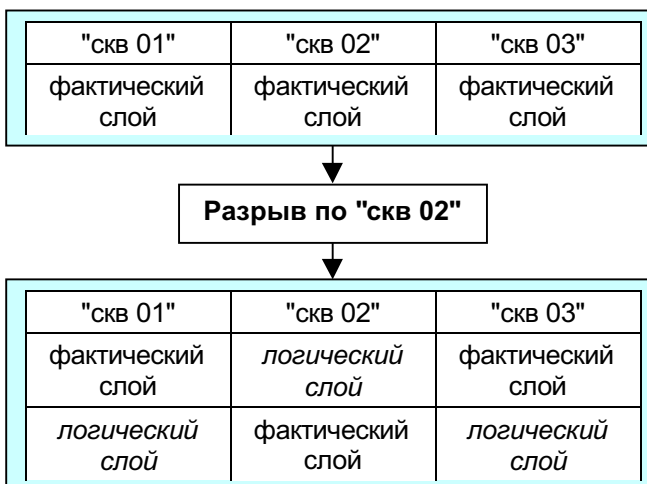 "скв 01" "скв 02" "скв 03"
фактический фактический фактический
слой слой слой
Разрыв по "скв 02"
"скв 01" "скв 02" "скв 03"
фактический логический фактический
слой слой слой
логический фактический логический
слой слой слой